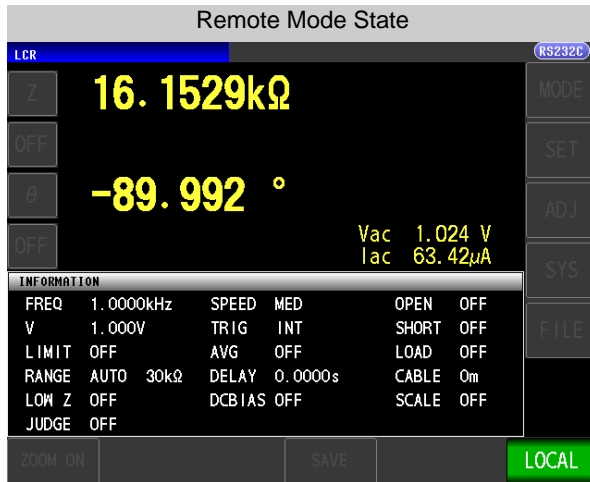 Remote Mode State
LCR RS232C
Z 16.1529kΩ MODE
OFF SET
θ -89.992 ° ADJ
OFF Vac 1.024 V
Iac 63.42μA SYS
INFORMATION
FREQ 1.0000kHz SPEED MED OPEN OFF
V 1.000V TRIG INT SHORT OFF FILE
LIMIT OFF AVG OFF LOAD OFF
RANGE AUTO 30kΩ DELAY 0.0000s CABLE 0m
LOW Z OFF DCBIAS OFF SCALE OFF
JUDGE OFF
ZOOM ON SAVE LOCAL